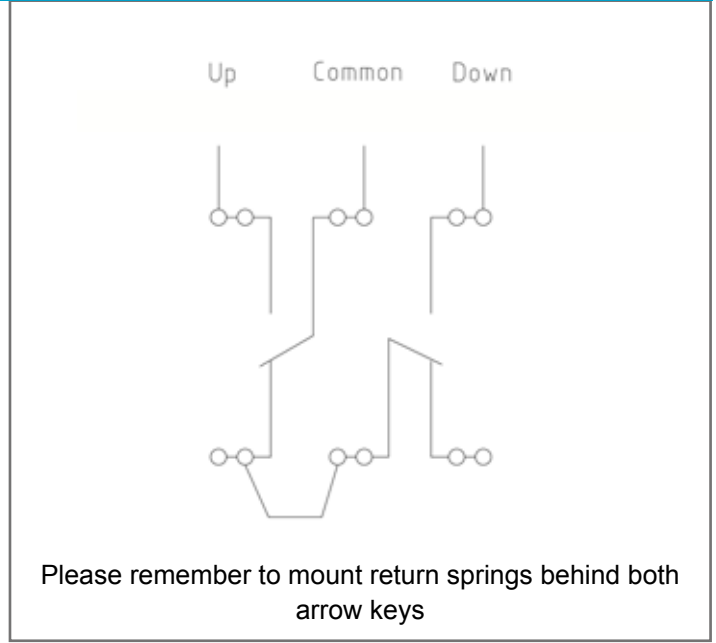 Up Common Down
Please remember to mount return springs behind both
arrow keys